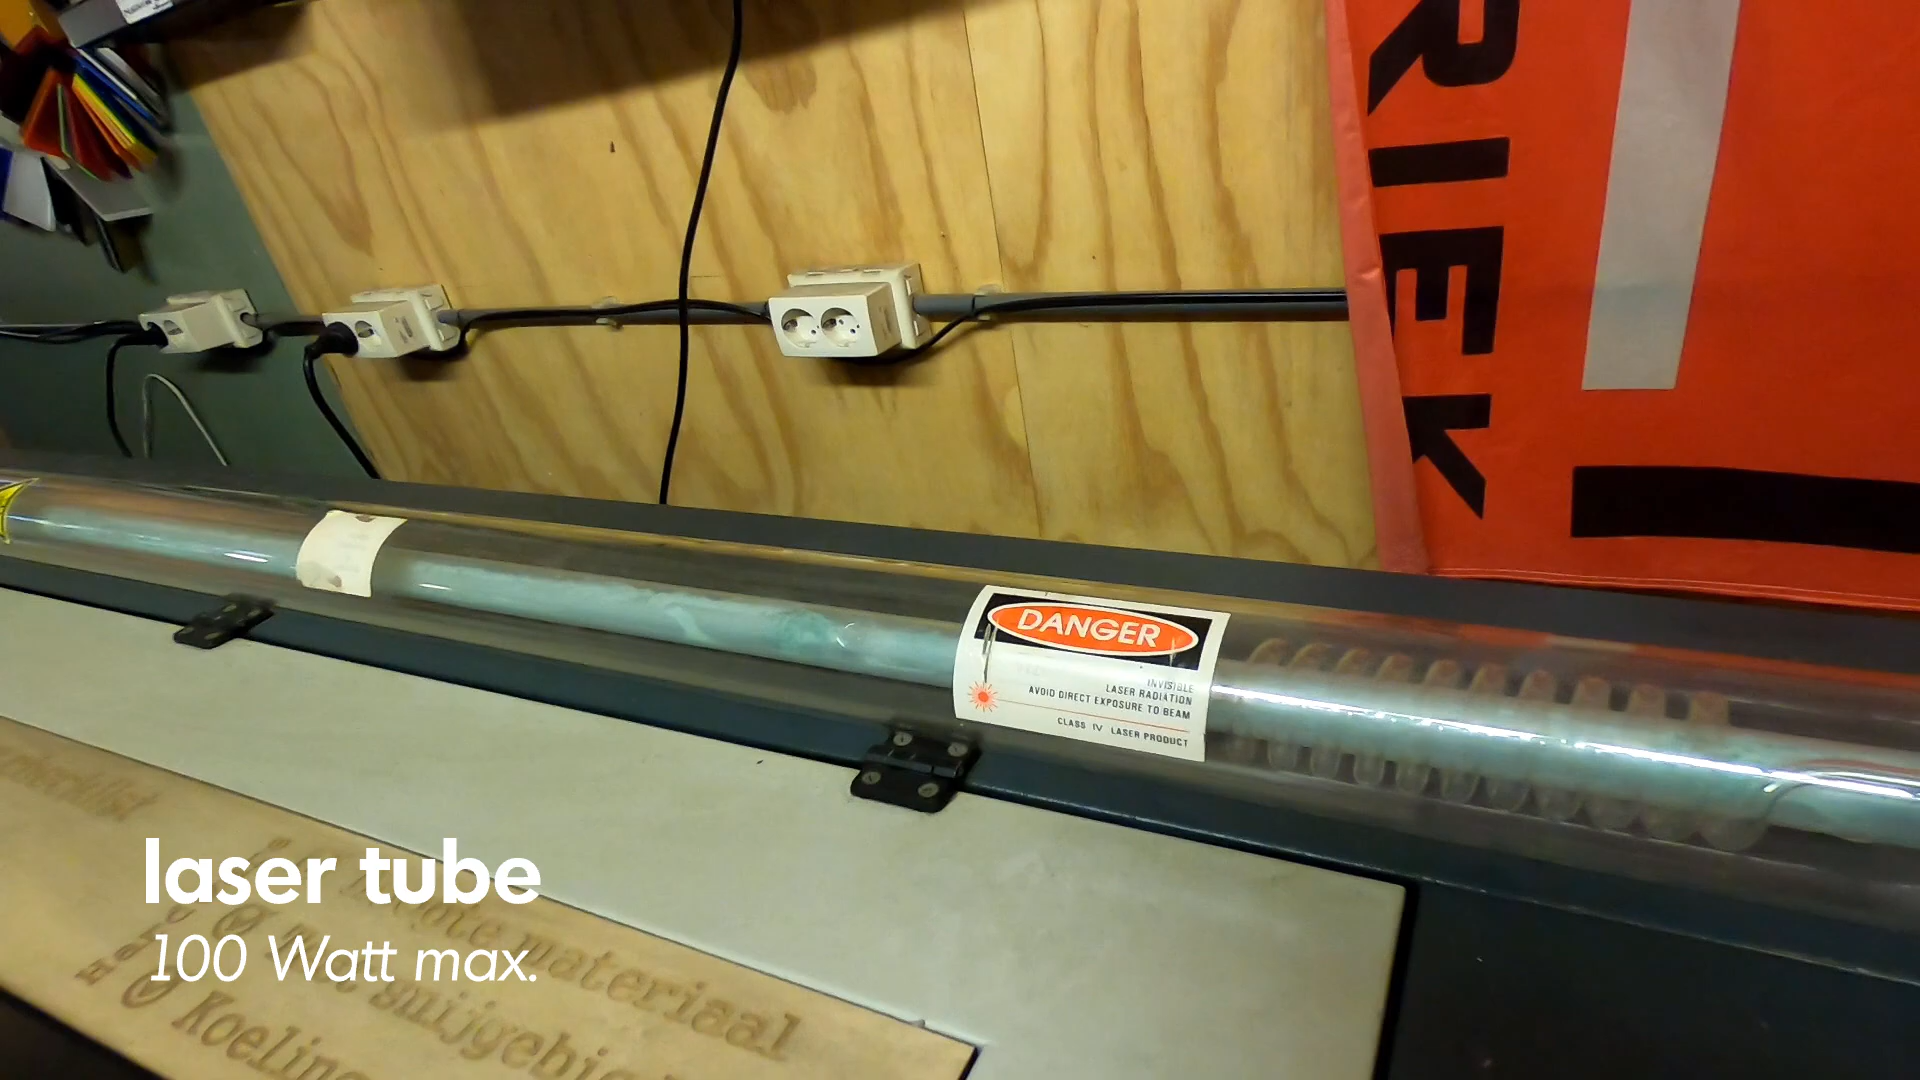 RIEK
DANGER
INVISIBLE
LASER RADIATION
AVOID DIRECT EXPOSURE TO BEAM
CLASS IV LASER PRODUCT
laser tube
100 Watt max.
materiaal
Koeling